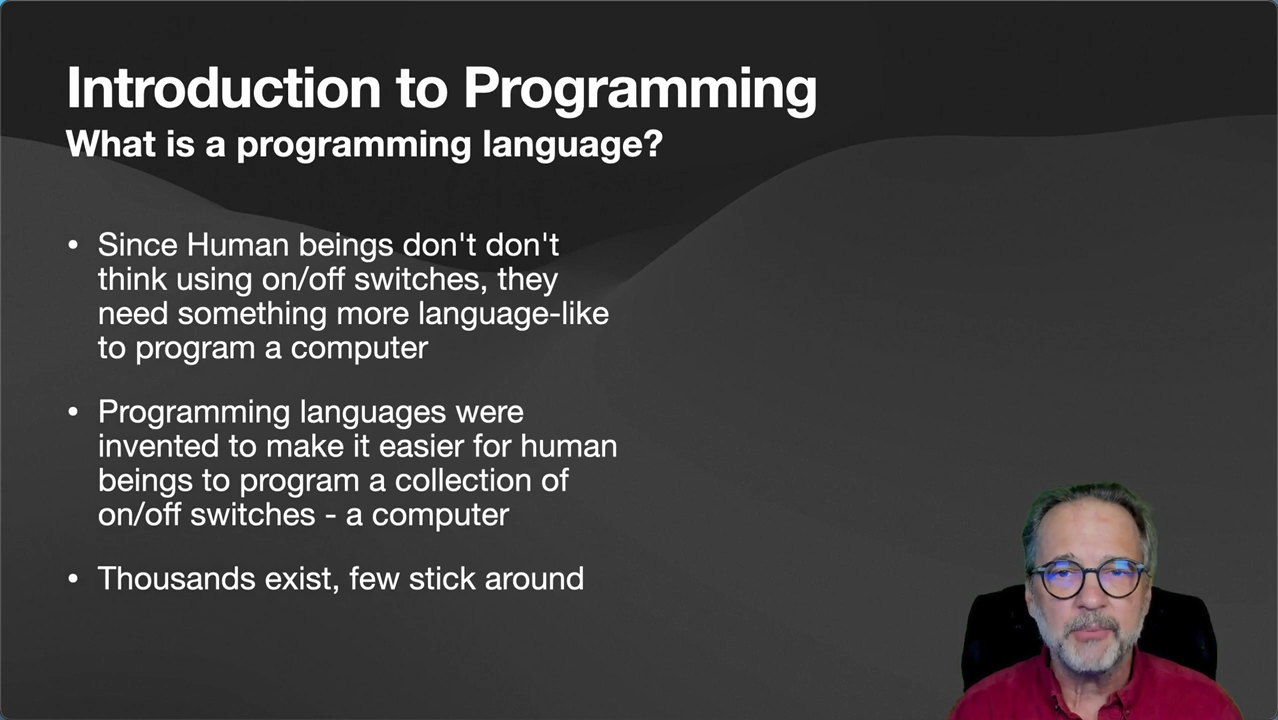 Introduction to Programming
What is a programming language?
• Since Human beings don't don't
think using on/off switches, they
need something more language-like
to program a computer
• Programming languages were
invented to make it easier for human
beings to program a collection of
on/off switches - a computer
• Thousands exist, few stick around